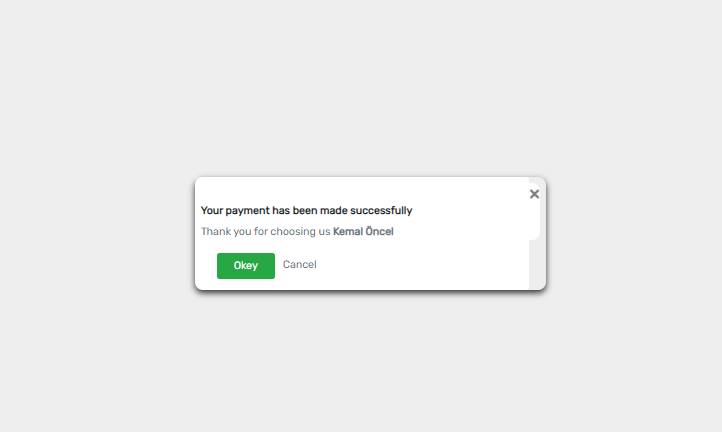 Your payment has been made successfully
Thank you for choosing us Kemal Öncel
Okey Cancel